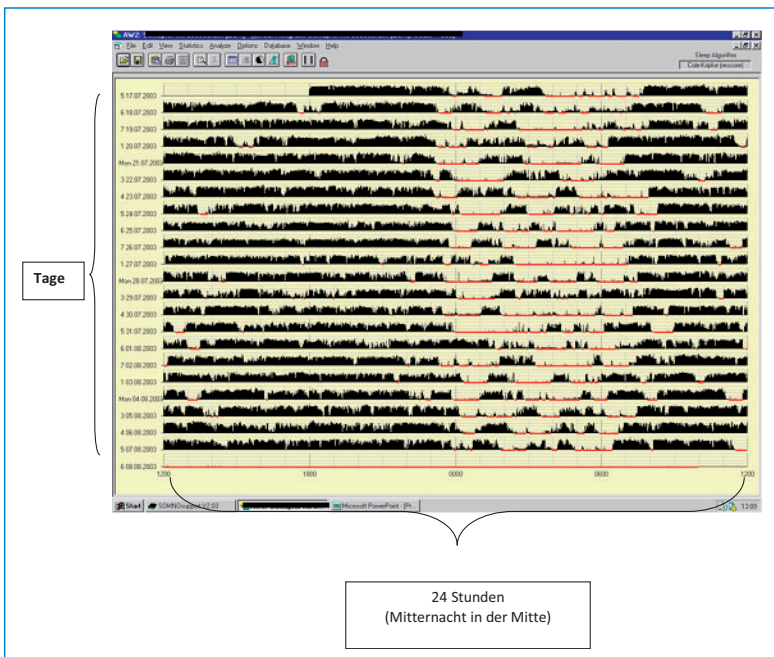 AW2:
File Edit View Statistics Analyze Options Database Window Help
Sleep Algorithm
Cole-Kripke (rescore)
5 17.07.2003
6 18.07.2003
7 19.07.2003
1 20.07.2003
Mon 21.07.2003
3 22.07.2003
4 23.07.2003
5 24.07.2003
6 25.07.2003
7 26.07.2003
1 27.07.2003
Mon 28.07.2003
3 29.07.2003
4 30.07.2003
5 31.07.2003
6 01.08.2003
7 02.08.2003
1 03.08.2003
Mon 04.08.2003
3 05.08.2003
4 06.08.2003
5 07.08.2003
6 08.08.2003
1200 1800 0000 0600 1200
Tage
Start SOMNOsupport V2.03 Microsoft PowerPoint - [Pr... 13:09
24 Stunden
(Mitternacht in der Mitte)